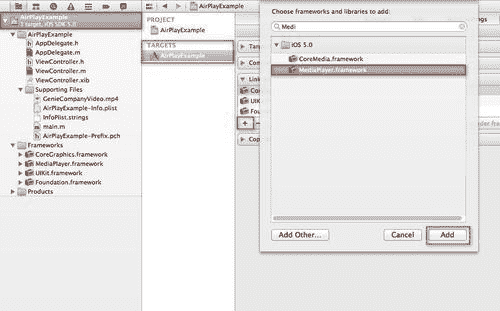 AirPlayExample
AirPlayExample
1 target, iOS SDK 5.0
AirPlayExample
AppDelegate.h
AppDelegate.m
ViewController.h
ViewController.m
ViewController.xib
Supporting Files
GenieCompanyVideo.mp4
AirPlayExample-Info.plist
InfoPlist.strings
main.m
AirPlayExample-Prefix.pch
Frameworks
CoreGraphics.framework
MediaPlayer.framework
UIKit.framework
Foundation.framework
Products
PROJECT
AirPlayExample
TARGETS
AirPlayExample
Targ
Com
Link
Cor
UIK
Fou
+
Cop
Choose frameworks and libraries to add:
Medi
iOS 5.0
CoreMedia.framework
MediaPlayer.framework
Add Other...
Cancel
Add